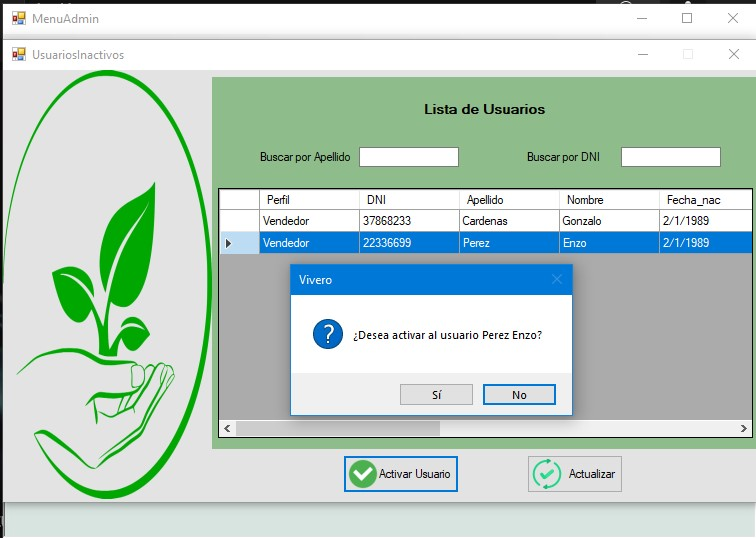 MenuAdmin
UsuariosInactivos
Lista de Usuarios
Buscar por Apellido
Buscar por DNI
Perfil DNI Apellido Nombre Fecha_nac
Vendedor 37868233 Cardenas Gonzalo 2/1/1989
Vendedor 22336699 Perez Enzo 2/1/1989
Vivero
¿Desea activar al usuario Perez Enzo?
Sí No
Activar Usuario
Actualizar